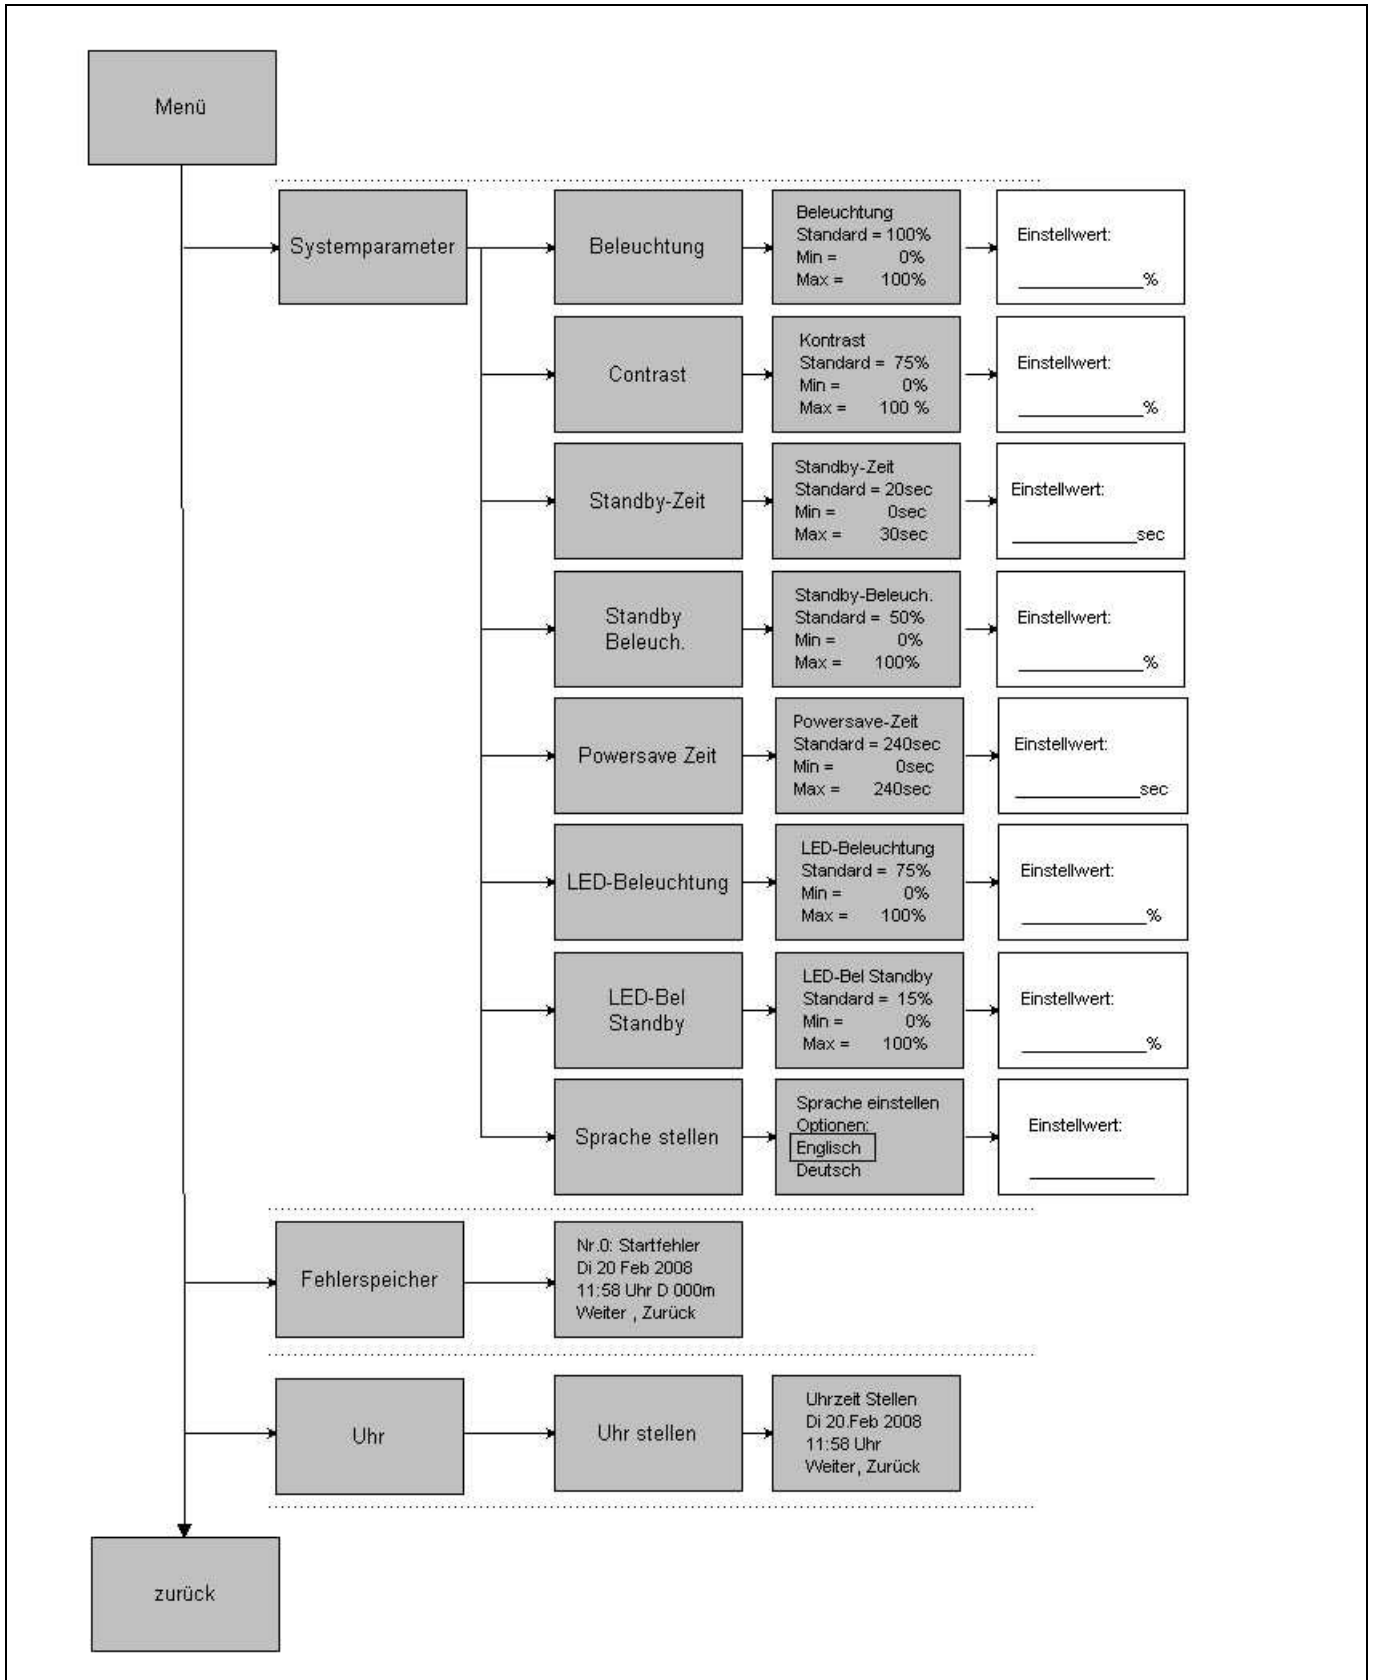 Menü
Systemparameter
Beleuchtung
Beleuchtung
Standard = 100%
Min = 0%
Max = 100%
Einstellwert:
%
Contrast
Kontrast
Standard = 75%
Min = 0%
Max = 100 %
Einstellwert:
%
Standby-Zeit
Standby-Zeit
Standard = 20sec
Min = 0sec
Max = 30sec
Einstellwert:
sec
Standby
Beleuch.
Standby-Beleuch.
Standard = 50%
Min = 0%
Max = 100%
Einstellwert:
%
Powersave Zeit
Powersave-Zeit
Standard = 240sec
Min = 0sec
Max = 240sec
Einstellwert:
sec
LED-Beleuchtung
LED-Beleuchtung
Standard = 75%
Min = 0%
Max = 100%
Einstellwert:
%
LED-Bel
Standby
LED-Bel Standby
Standard = 15%
Min = 0%
Max = 100%
Einstellwert:
%
Sprache stellen
Sprache einstellen
Optionen:
Englisch
Deutsch
Einstellwert:
Fehlerspeicher
Nr.0: Startfehler
Di 20 Feb 2008
11:58 Uhr D 000m
Weiter , Zurück
Uhr
Uhr stellen
Uhrzeit Stellen
Di 20.Feb 2008
11:58 Uhr
Weiter, Zurück
zurück